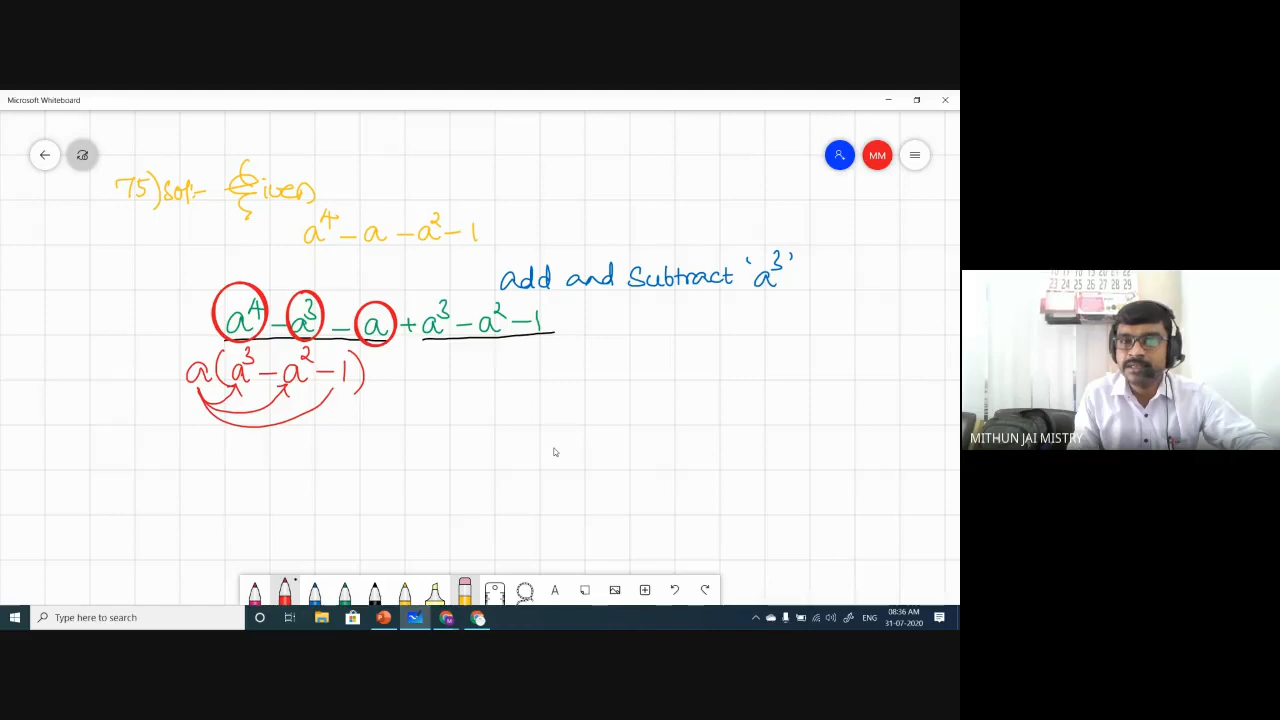 Microsoft Whiteboard
MM
75) Sol:- Given
a⁴ – a – a² – 1
add and subtract ‘a³’
a⁴ – a³ – a + a³ – a² – 1
a(a³ – a² – 1)
MITHUN JAI MISTRY
A
Type here to search
ENG
08:36 AM
31-07-2020